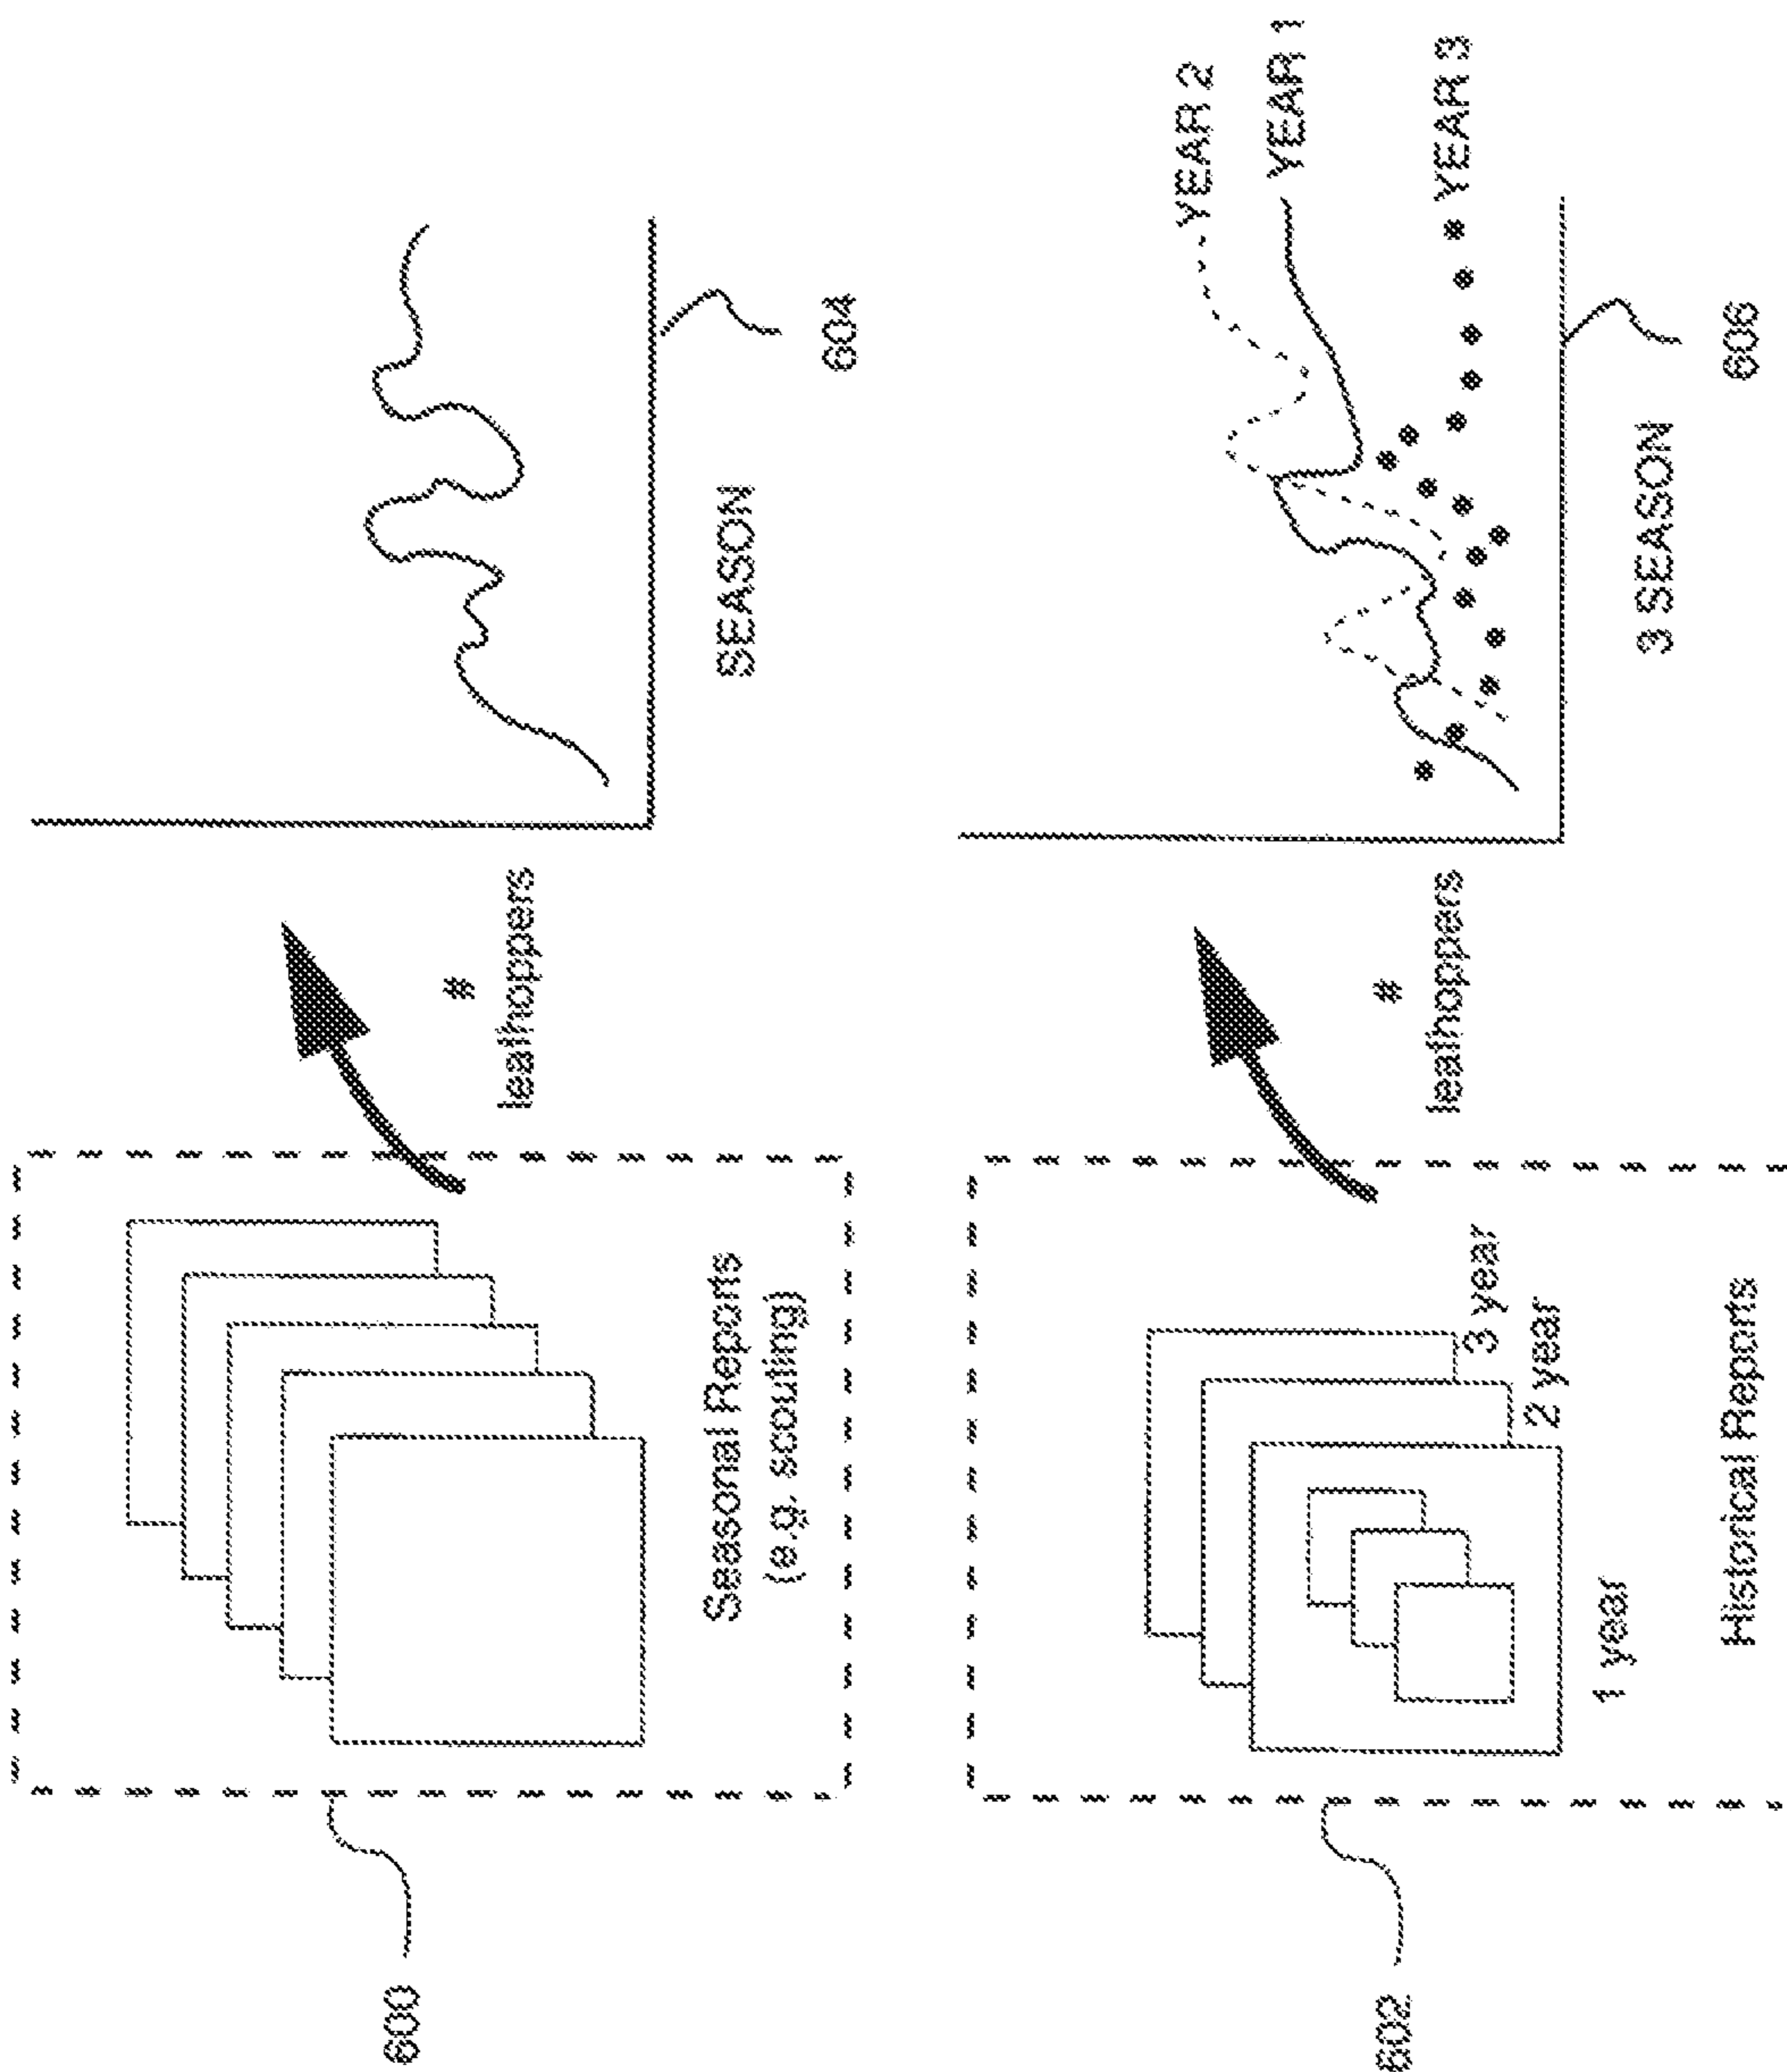 600
Seasonal Reports
(e.g. scouting)
#
leafhoppers
SEASON
604
602
1 year
2 year
3 year
Historical Reports
#
leafhoppers
YEAR 2
YEAR 1
YEAR 3
3 SEASON
606